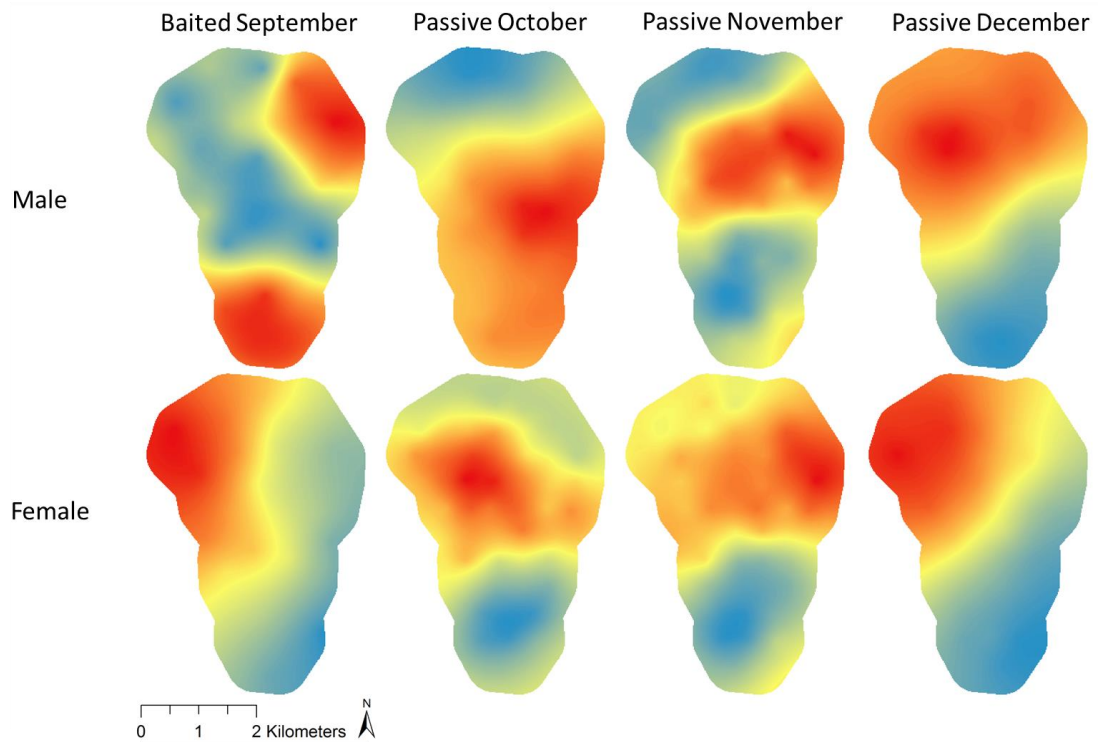 Baited September Passive October Passive November Passive December
Male
Female
N
0 1 2 Kilometers